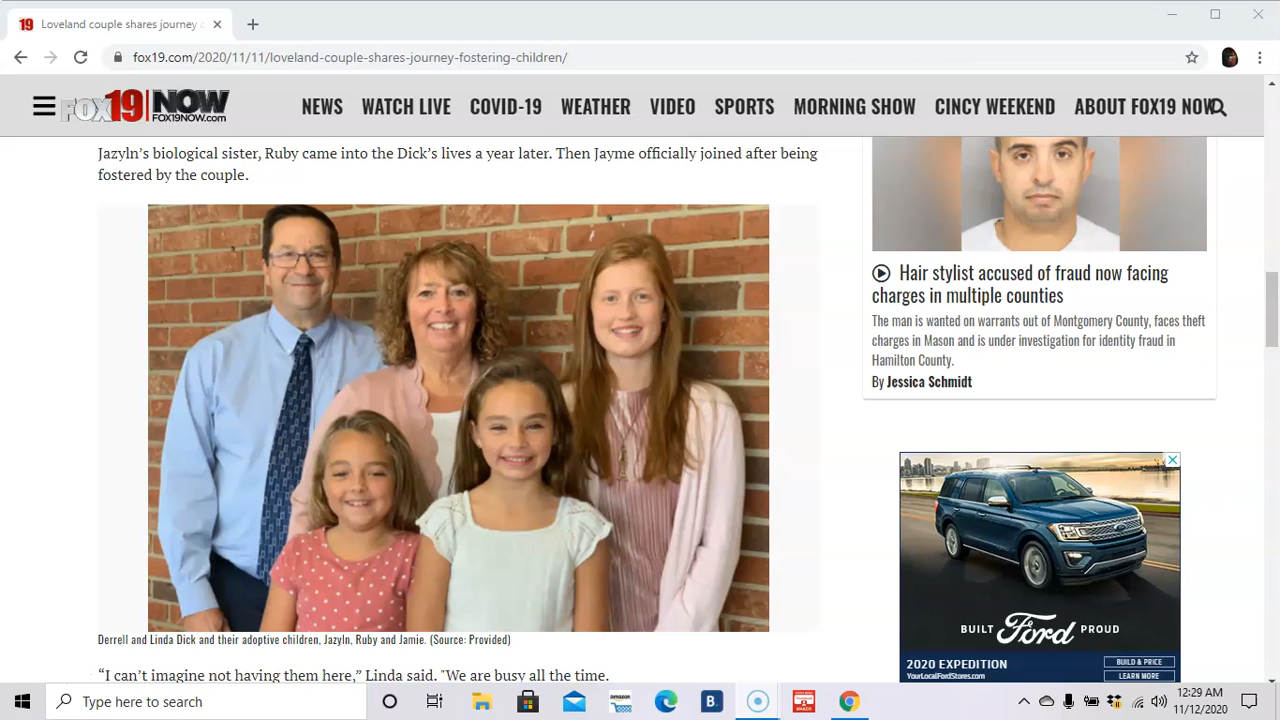 Loveland couple shares journey
fox19.com/2020/11/11/loveland-couple-shares-journey-fostering-children/
FOX19 NOW
FOX19NOW.com
NEWS WATCH LIVE COVID-19 WEATHER VIDEO SPORTS MORNING SHOW CINCY WEEKEND ABOUT FOX19 NOW
Jazyln’s biological sister, Ruby came into the Dick’s lives a year later. Then Jayme officially joined after being
fostered by the couple.
Derrell and Linda Dick and their adoptive children, Jazyln, Ruby and Jamie. (Source: Provided)
“I can’t imagine not having them here,” Linda said. "We are busy all the time.
Hair stylist accused of fraud now facing
charges in multiple counties
The man is wanted on warrants out of Montgomery County, faces theft
charges in Mason and is under investigation for identity fraud in
Hamilton County.
By Jessica Schmidt
BUILT Ford PROUD
2020 EXPEDITION
YourLocalFordStores.com
BUILD & PRICE
LEARN MORE
Type here to search
amazon
B.
12:29 AM
11/12/2020